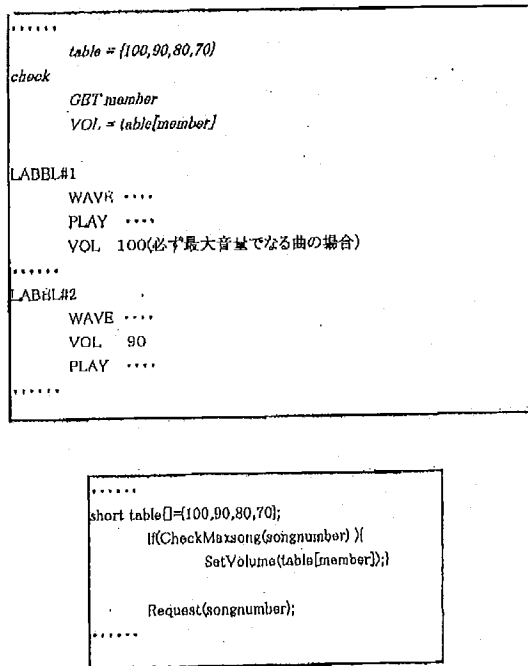 ......
table = {100,90,80,70}
check
GET member
VOL = table[member]
LABEL#1
WAVE ....
PLAY ....
VOL 100(必ず最大音量でなる曲の場合)
......
LABEL#2
WAVE ....
VOL 90
PLAY ....
......
......
short table[]={100,90,80,70};
If(CheckMaxsong(songnumber) ){
SetVolume(table[member]);}
Request(songnumber);
......